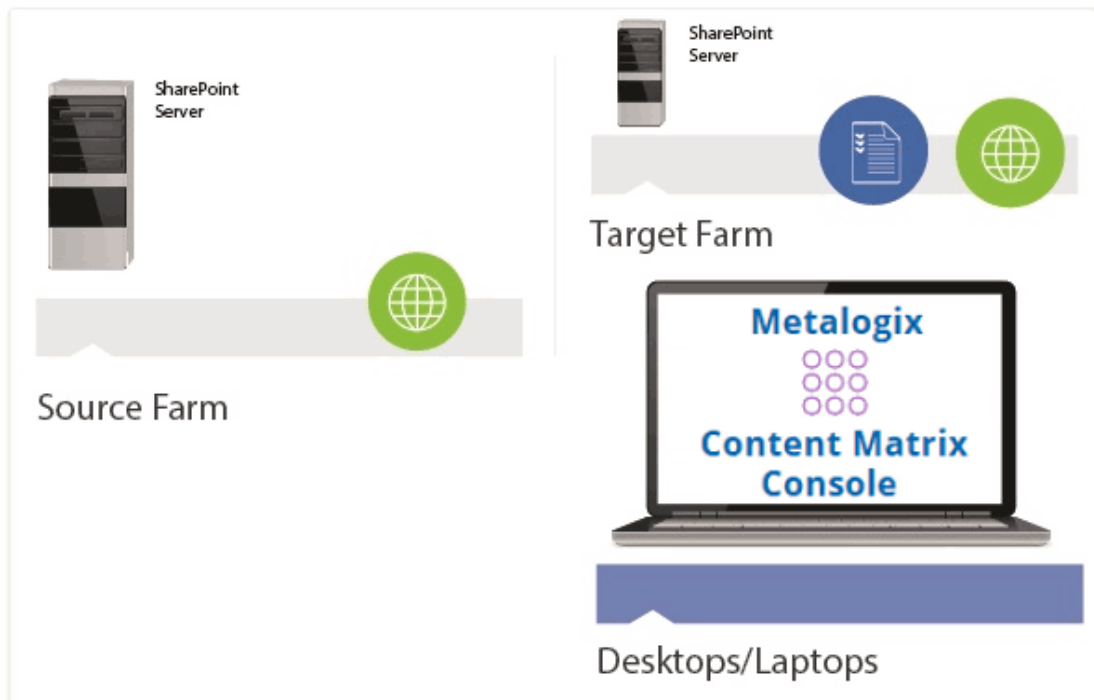 SharePoint
Server
Source Farm
SharePoint
Server
Target Farm
Metalogix
Content Matrix
Console
Desktops/Laptops